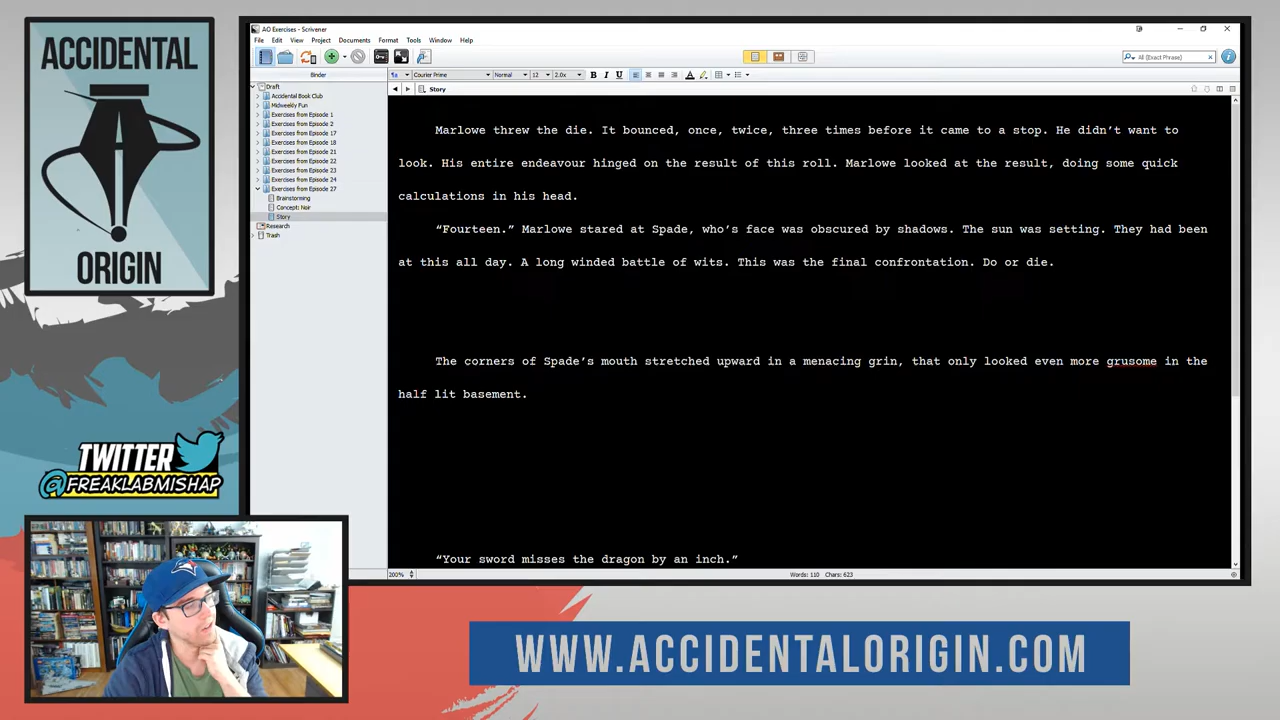 ACCIDENTAL
ORIGIN
TWITTER
@FREAKLABMISHAP
AO Exercises - Scrivener
File Edit View Project Documents Format Tools Window Help
All [Exact Phrase]
Binder
Courier Prime Normal 12 2.0x B I U
Draft
Accidental Book Club
Midweekly Fun
Exercises from Episode 1
Exercises from Episode 2
Exercises from Episode 17
Exercises from Episode 18
Exercises from Episode 21
Exercises from Episode 22
Exercises from Episode 23
Exercises from Episode 24
Exercises from Episode 27
Brainstorming
Concept: Noir
Story
Research
Trash
Story
Marlowe threw the die. It bounced, once, twice, three times before it came to a stop. He didn’t want to
look. His entire endeavour hinged on the result of this roll. Marlowe looked at the result, doing some quick
calculations in his head.
“Fourteen.” Marlowe stared at Spade, who’s face was obscured by shadows. The sun was setting. They had been
at this all day. A long winded battle of wits. This was the final confrontation. Do or die.
The corners of Spade’s mouth stretched upward in a menacing grin, that only looked even more grusome in the
half lit basement.
“Your sword misses the dragon by an inch.”
200% Words: 110 Chars: 623
WWW.ACCIDENTALORIGIN.COM